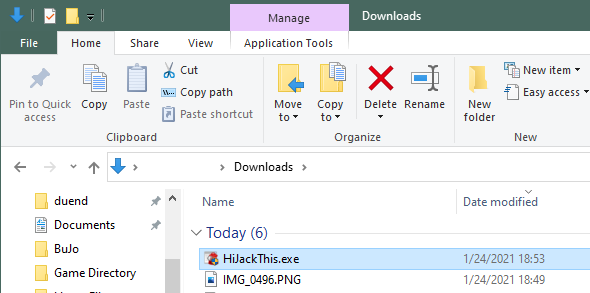 Manage Downloads
File Home Share View Application Tools
Pin to Quick access
Copy
Paste
Cut
Copy path
Paste shortcut
Clipboard
Move to
Copy to
Delete
Rename
Organize
New folder
New item
Easy access
New
Downloads
duend
Documents
BuJo
Game Directory
Name Date modified
Today (6)
HiJackThis.exe 1/24/2021 18:53
IMG_0496.PNG 1/24/2021 18:49